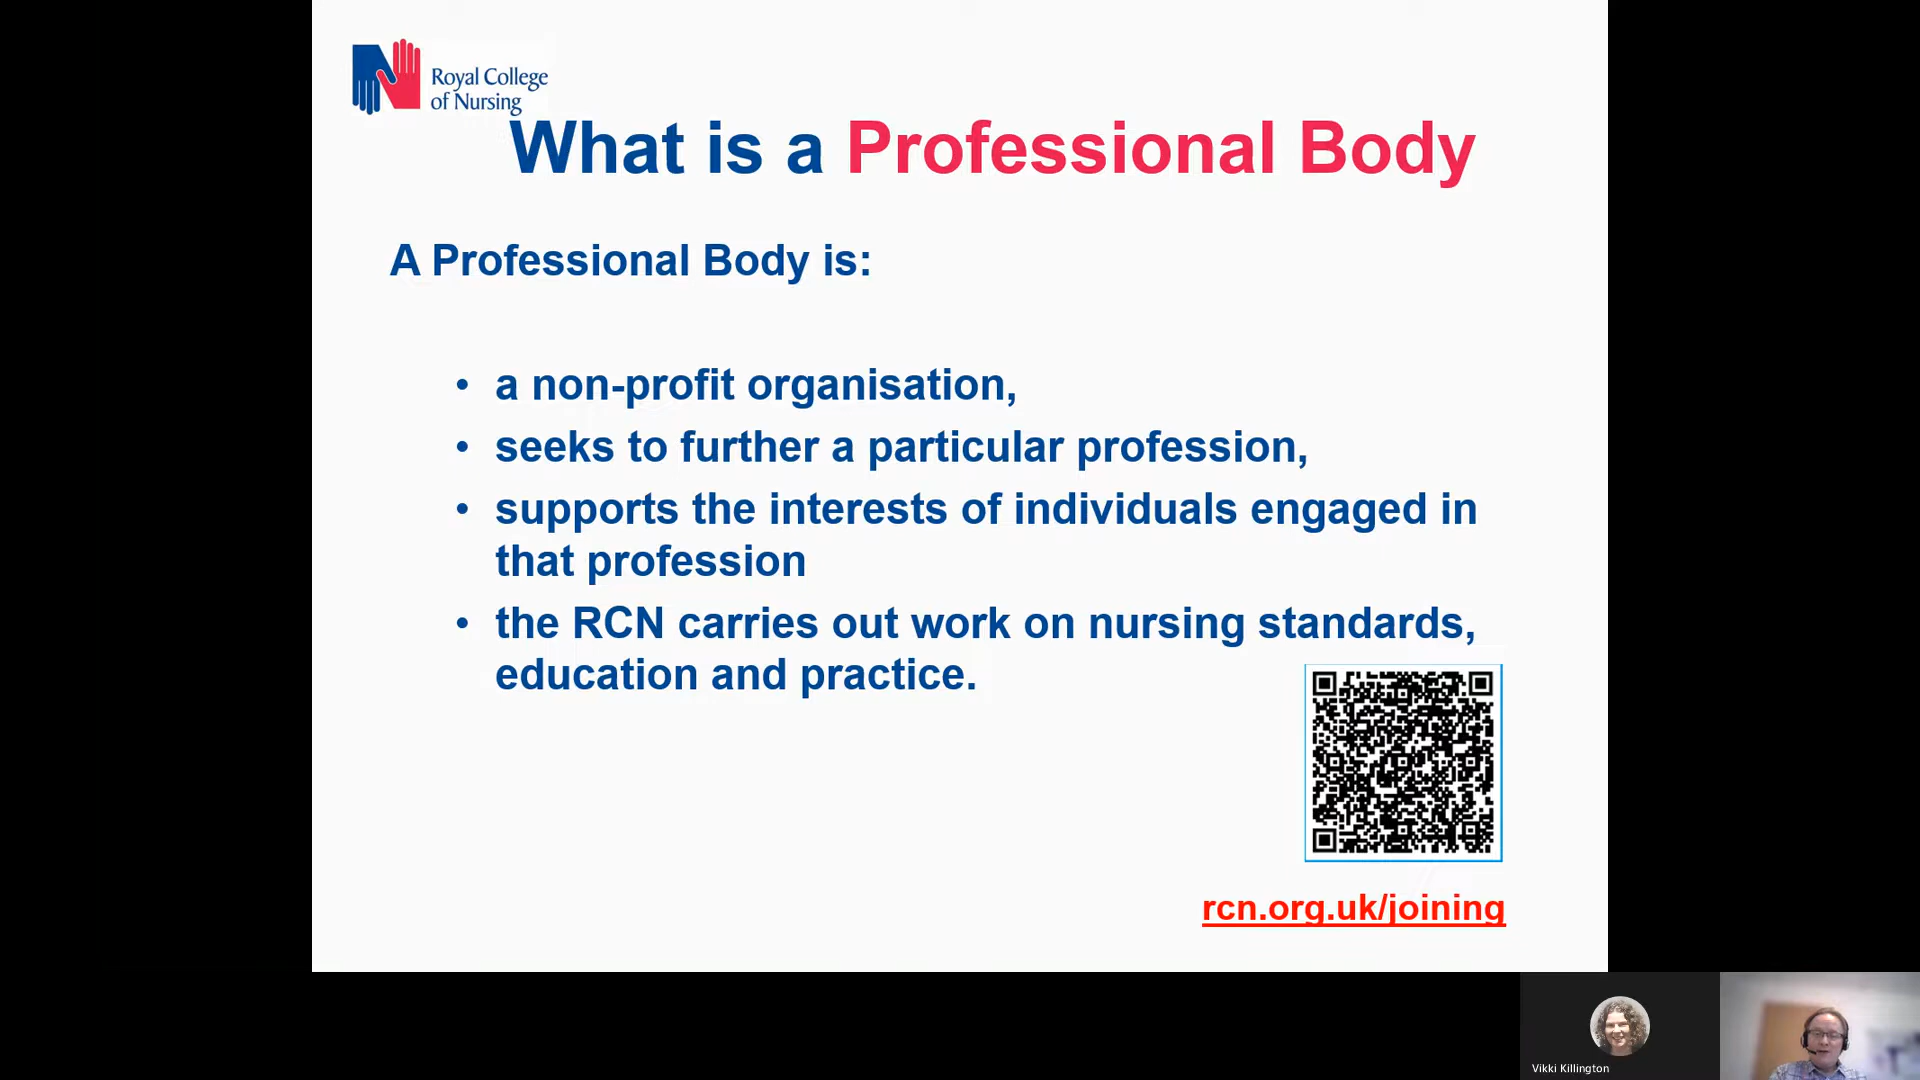 Royal College
of Nursing
What is a Professional Body
A Professional Body is:
• a non-profit organisation,
• seeks to further a particular profession,
• supports the interests of individuals engaged in
that profession
• the RCN carries out work on nursing standards,
education and practice.
rcn.org.uk/joining
Vikki Killington